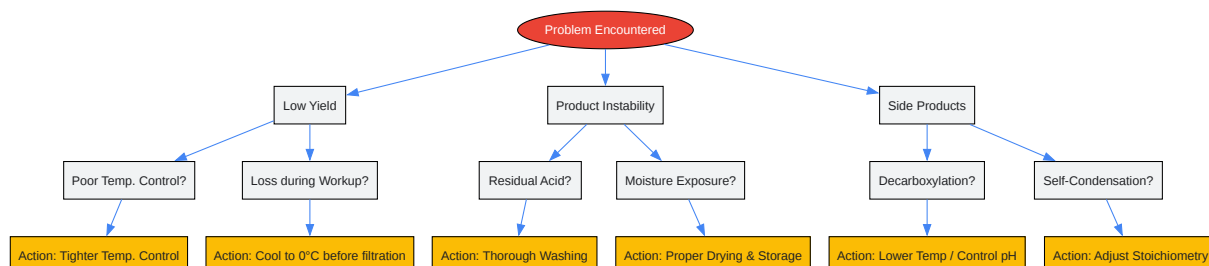 Problem Encountered
Low Yield
Product Instability
Side Products
Poor Temp. Control?
Loss during Workup?
Residual Acid?
Moisture Exposure?
Decarboxylation?
Self-Condensation?
Action: Tighter Temp. Control
Action: Cool to 0°C before filtration
Action: Thorough Washing
Action: Proper Drying & Storage
Action: Lower Temp / Control pH
Action: Adjust Stoichiometry